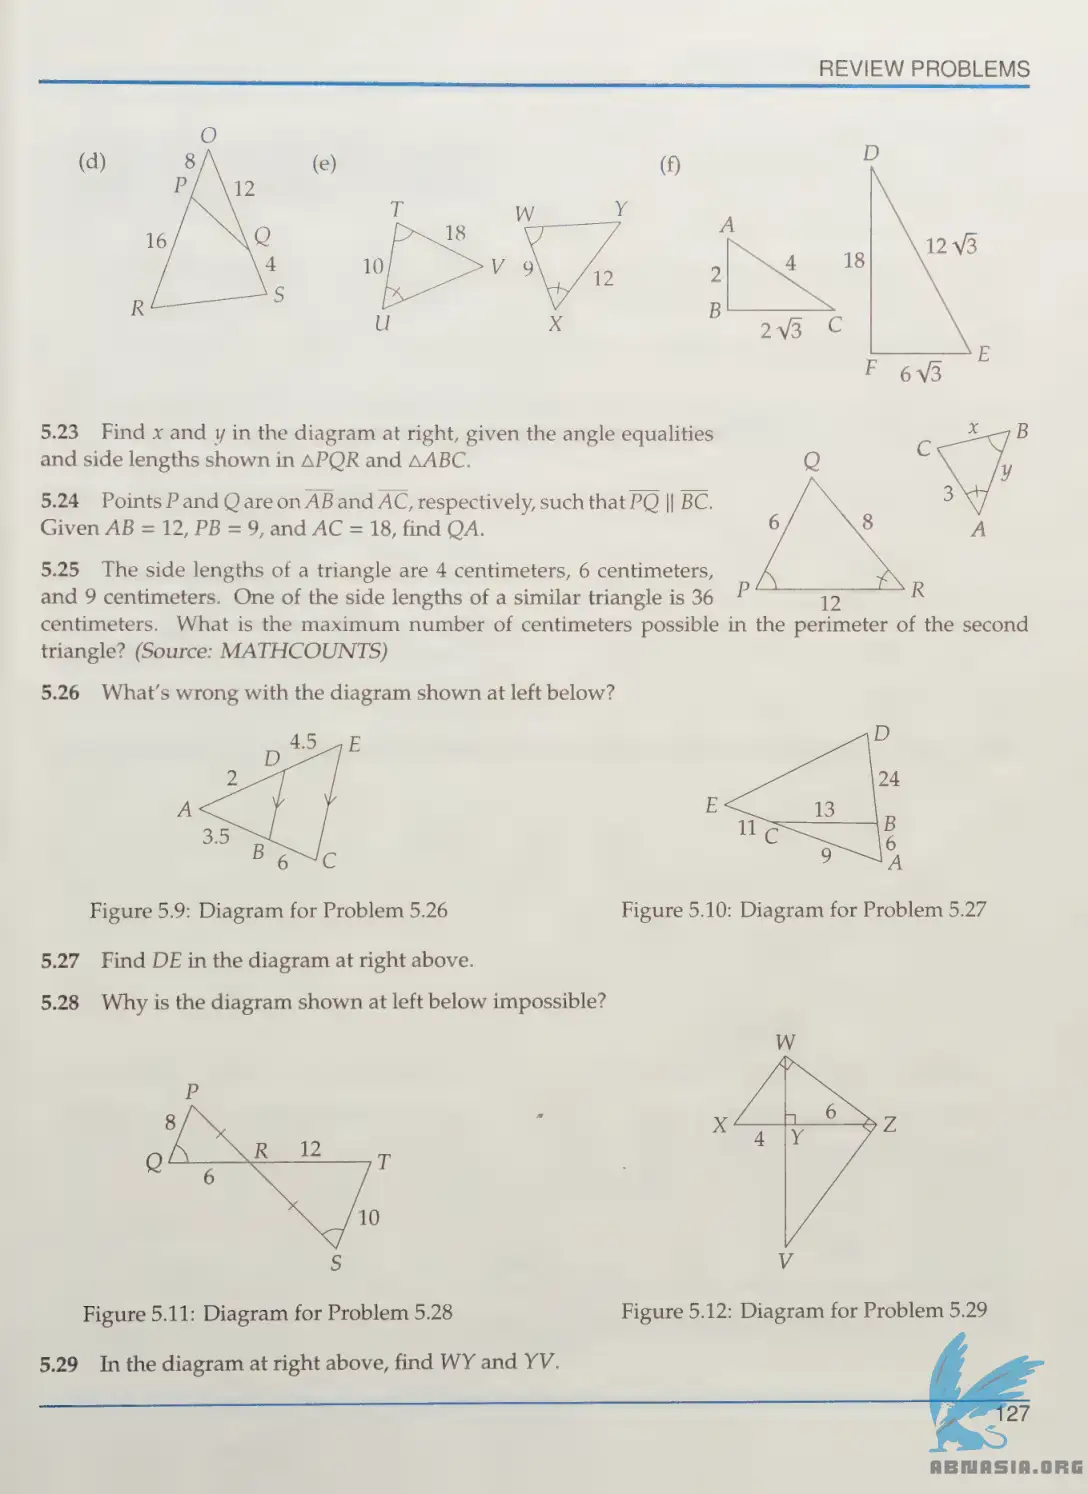 REVIEW PROBLEMS
(d)
O
8
P
12
16
Q
4
R
S
(e)
T
18
10
V
U
W
Y
9
12
X
(f)
A
2
4
B
2√3
C
D
18
12√3
F
6√3
E
5.23 Find x and y in the diagram at right, given the angle equalities
and side lengths shown in △PQR and △ABC.
5.24 Points P and Q are on AB and AC, respectively, such that PQ || BC.
Given AB = 12, PB = 9, and AC = 18, find QA.
5.25 The side lengths of a triangle are 4 centimeters, 6 centimeters,
and 9 centimeters. One of the side lengths of a similar triangle is 36
centimeters. What is the maximum number of centimeters possible in the perimeter of the second
triangle? (Source: MATHCOUNTS)
x
B
C
y
3
A
Q
6
8
P
R
12
5.26 What's wrong with the diagram shown at left below?
4.5
E
D
2
A
3.5
B
6
C
D
24
E
13
11
C
B
6
9
A
Figure 5.9: Diagram for Problem 5.26
Figure 5.10: Diagram for Problem 5.27
5.27 Find DE in the diagram at right above.
5.28 Why is the diagram shown at left below impossible?
P
8
R
12
Q
6
T
10
S
W
6
X
Z
4
Y
V
Figure 5.11: Diagram for Problem 5.28
Figure 5.12: Diagram for Problem 5.29
5.29 In the diagram at right above, find WY and YV.
127
ABNASIA.ORG